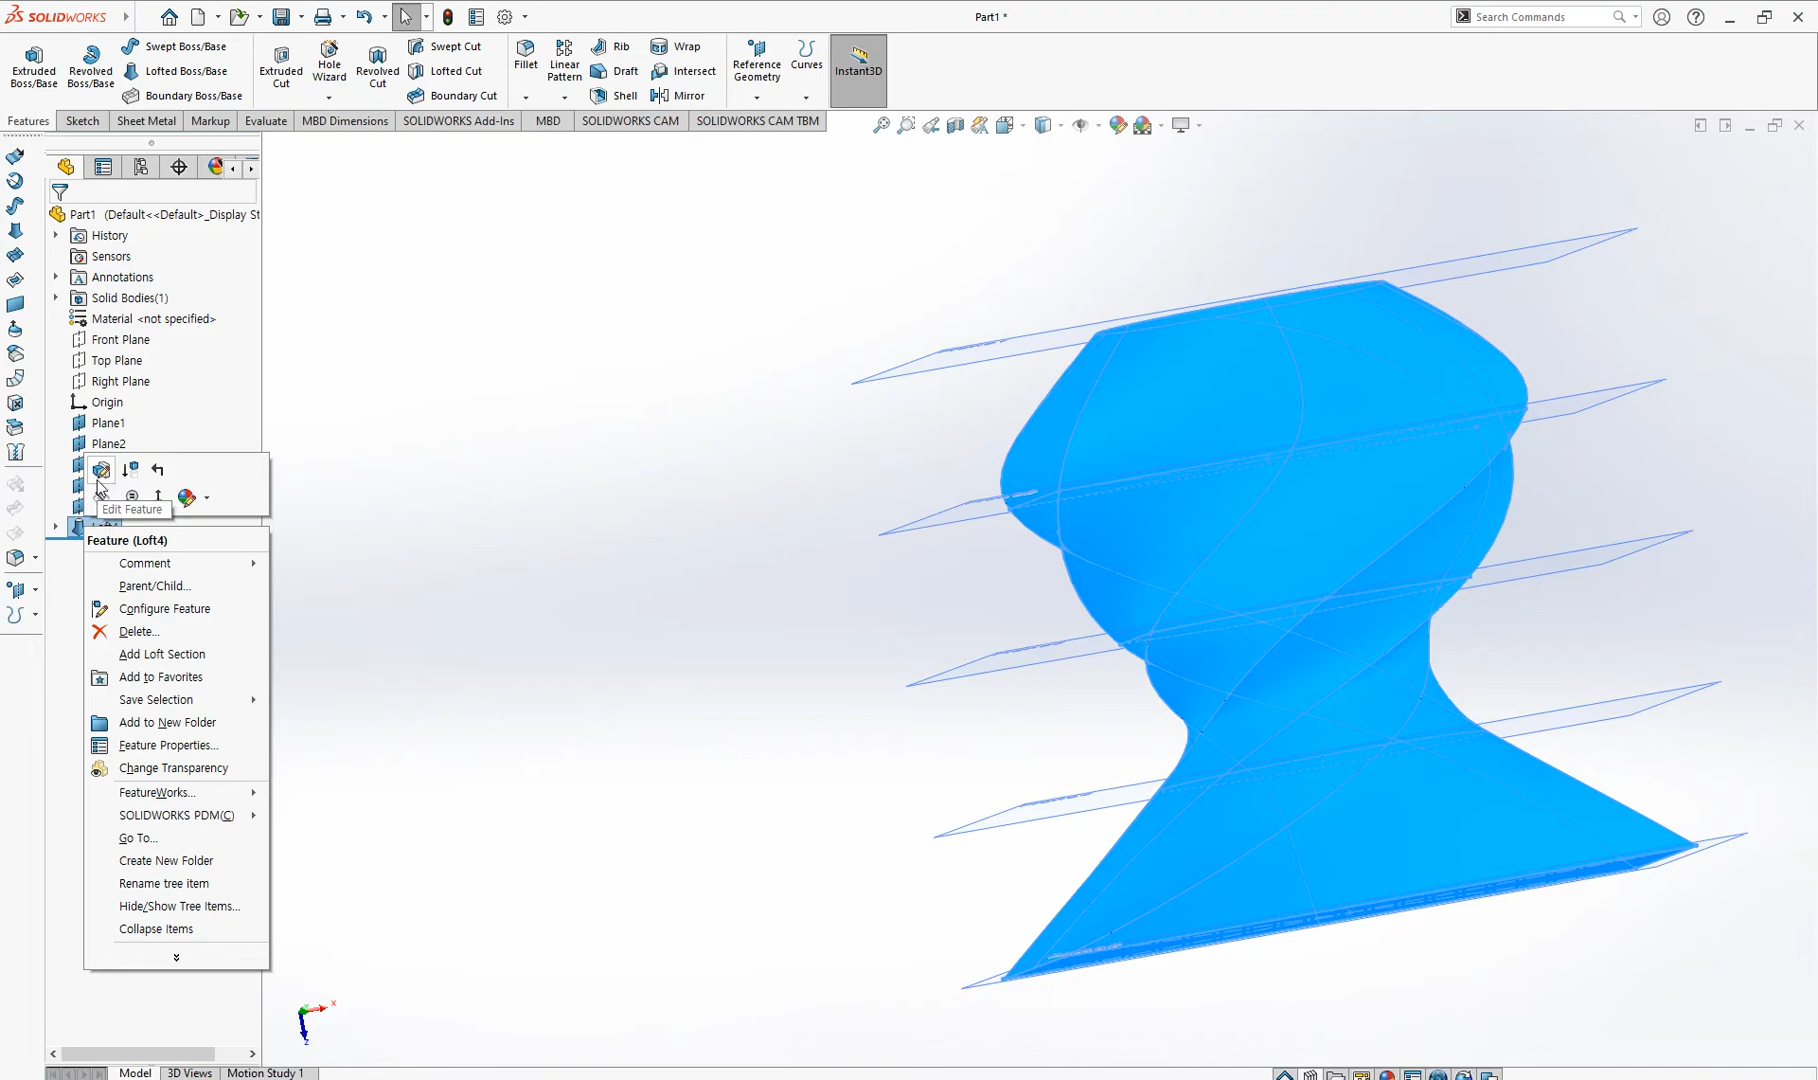 SOLIDWORKS
Part1 *
Search Commands
Extruded Boss/Base
Revolved Boss/Base
Swept Boss/Base
Lofted Boss/Base
Boundary Boss/Base
Extruded Cut
Hole Wizard
Revolved Cut
Swept Cut
Lofted Cut
Boundary Cut
Fillet
Linear Pattern
Rib
Draft
Shell
Wrap
Intersect
Mirror
Reference Geometry
Curves
Instant3D
Features
Sketch
Sheet Metal
Markup
Evaluate
MBD Dimensions
SOLIDWORKS Add-Ins
MBD
SOLIDWORKS CAM
SOLIDWORKS CAM TBM
Part1 (Default<<Default>_Display St
History
Sensors
Annotations
Solid Bodies(1)
Material <not specified>
Front Plane
Top Plane
Right Plane
Origin
Plane1
Plane2
Edit Feature
Feature (Loft4)
Comment
Parent/Child...
Configure Feature
Delete...
Add Loft Section
Add to Favorites
Save Selection
Add to New Folder
Feature Properties...
Change Transparency
FeatureWorks...
SOLIDWORKS PDM(C)
Go To...
Create New Folder
Rename tree item
Hide/Show Tree Items...
Collapse Items
X
Z
Model
3D Views
Motion Study 1